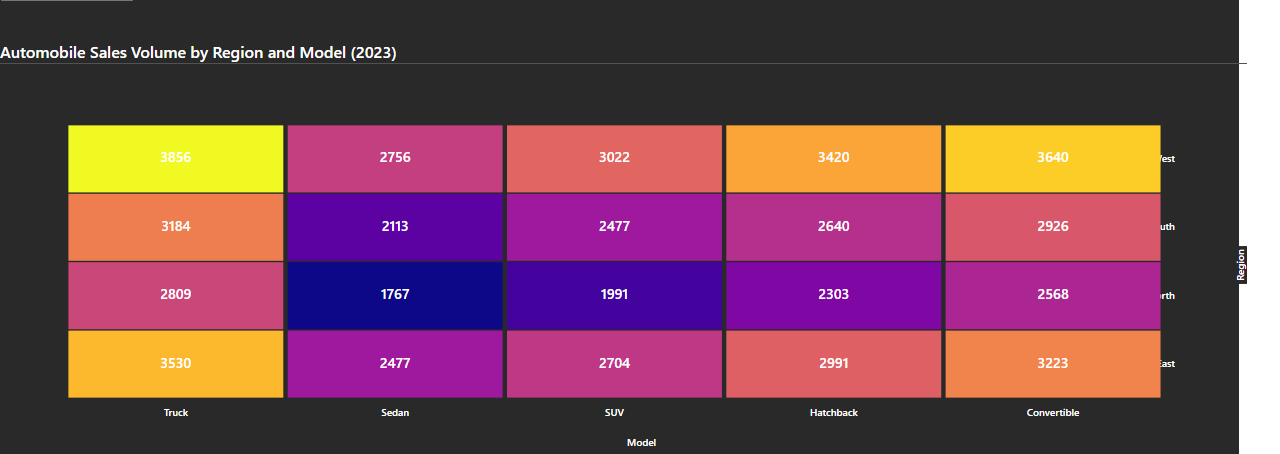 Automobile Sales Volume by Region and Model (2023)
3856 2756 3022 3420 3640 est
3184 2113 2477 2640 2926 uth
Region
2809 1767 1991 2303 2568 rth
3530 2477 2704 2991 3223 East
Truck Sedan SUV Hatchback Convertible
Model